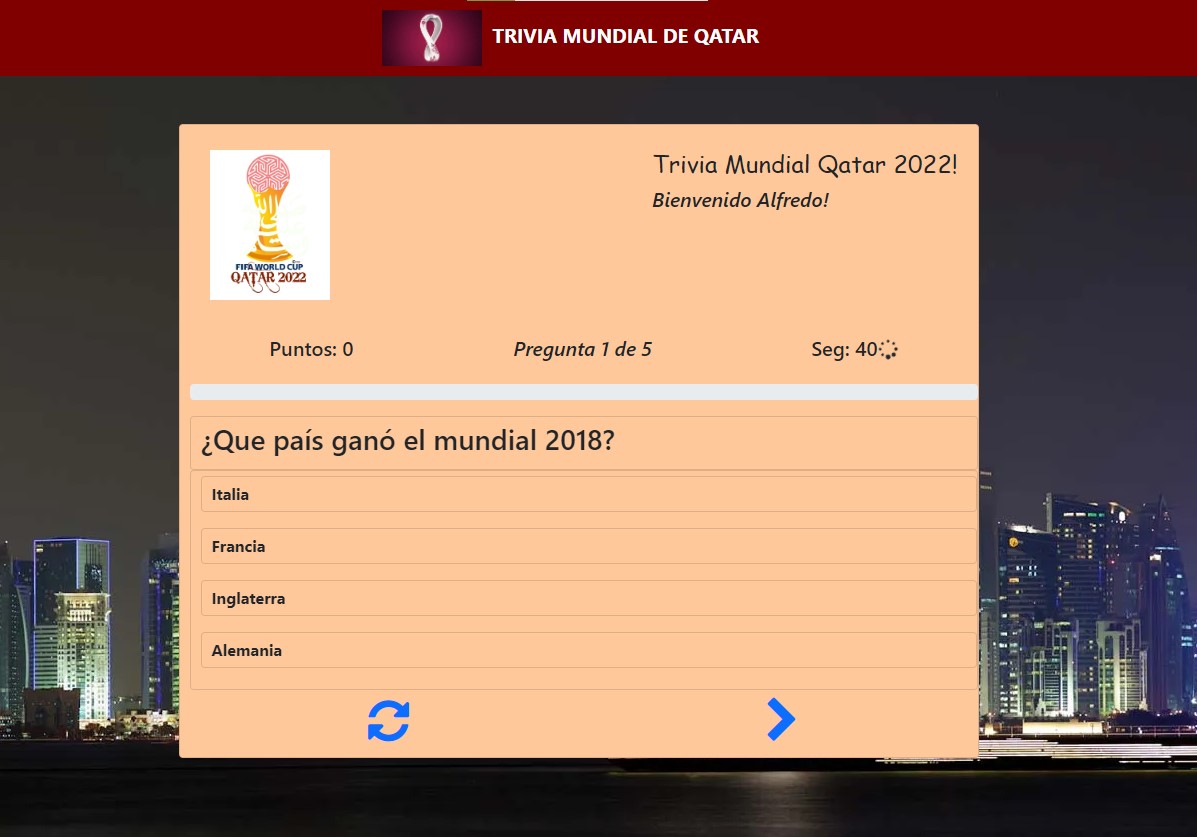 TRIVIA MUNDIAL DE QATAR
Trivia Mundial Qatar 2022!
Bienvenido Alfredo!
FIFA WORLD CUP
QATAR 2022
Puntos: 0
Pregunta 1 de 5
Seg: 40
¿Que país ganó el mundial 2018?
Italia
Francia
Inglaterra
Alemania